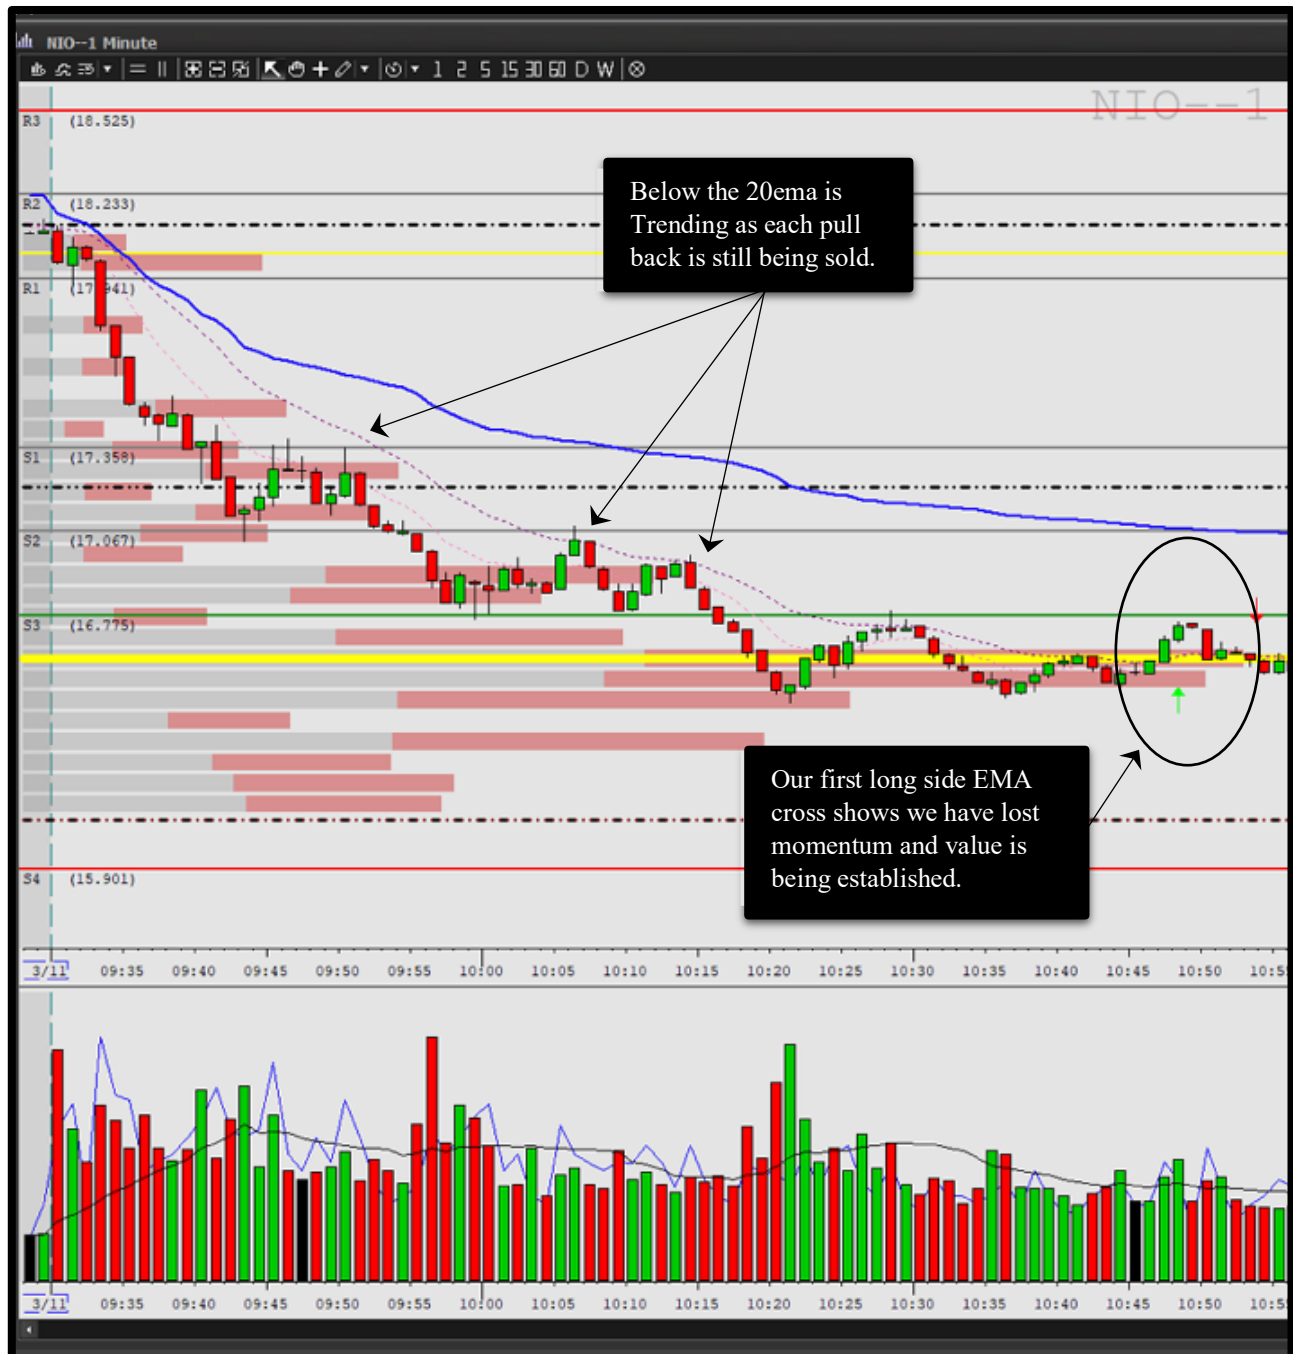 NIO--1 Minute
1 2 5 15 30 60 D W
NIO--1
R3 (18.525)
R2 (18.233)
Below the 20ema is
Trending as each pull
back is still being sold.
R1 (17.941)
S1 (17.359)
S2 (17.067)
S3 (16.775)
Our first long side EMA
cross shows we have lost
momentum and value is
being established.
S4 (15.901)
3/11 09:35 09:40 09:45 09:50 09:55 10:00 10:05 10:10 10:15 10:20 10:25 10:30 10:35 10:40 10:45 10:50 10:55
3/11 09:35 09:40 09:45 09:50 09:55 10:00 10:05 10:10 10:15 10:20 10:25 10:30 10:35 10:40 10:45 10:50 10:55